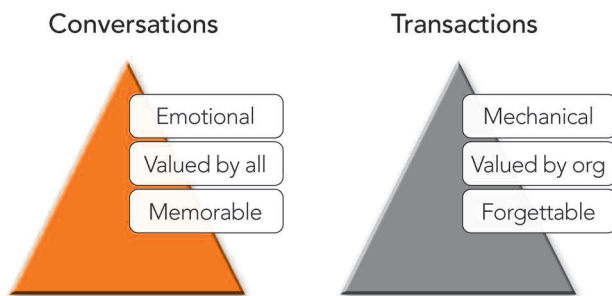 Conversations
Emotional
Valued by all
Memorable
Transactions
Mechanical
Valued by org
Forgettable